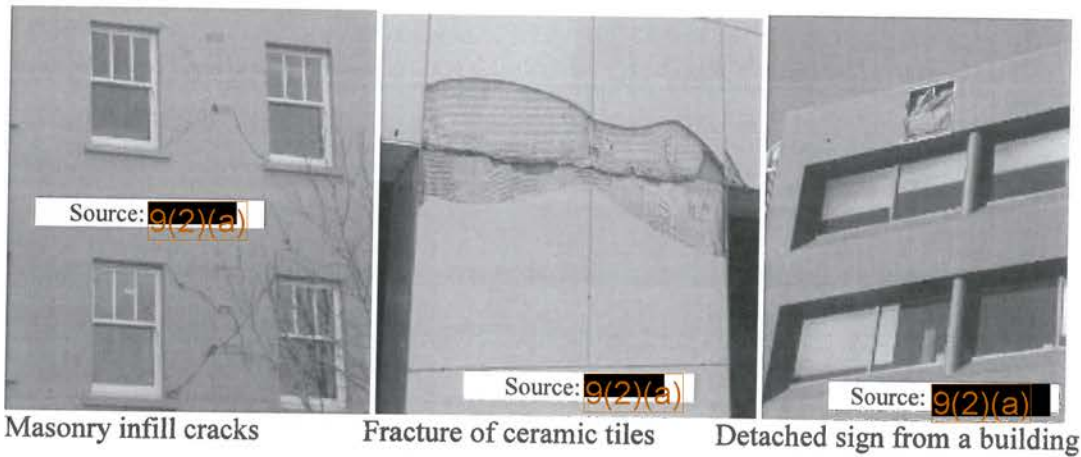 Source: 9(2)(a)
Source: 9(2)(a)
Source: 9(2)(a)
Masonry infill cracks
Fracture of ceramic tiles
Detached sign from a building